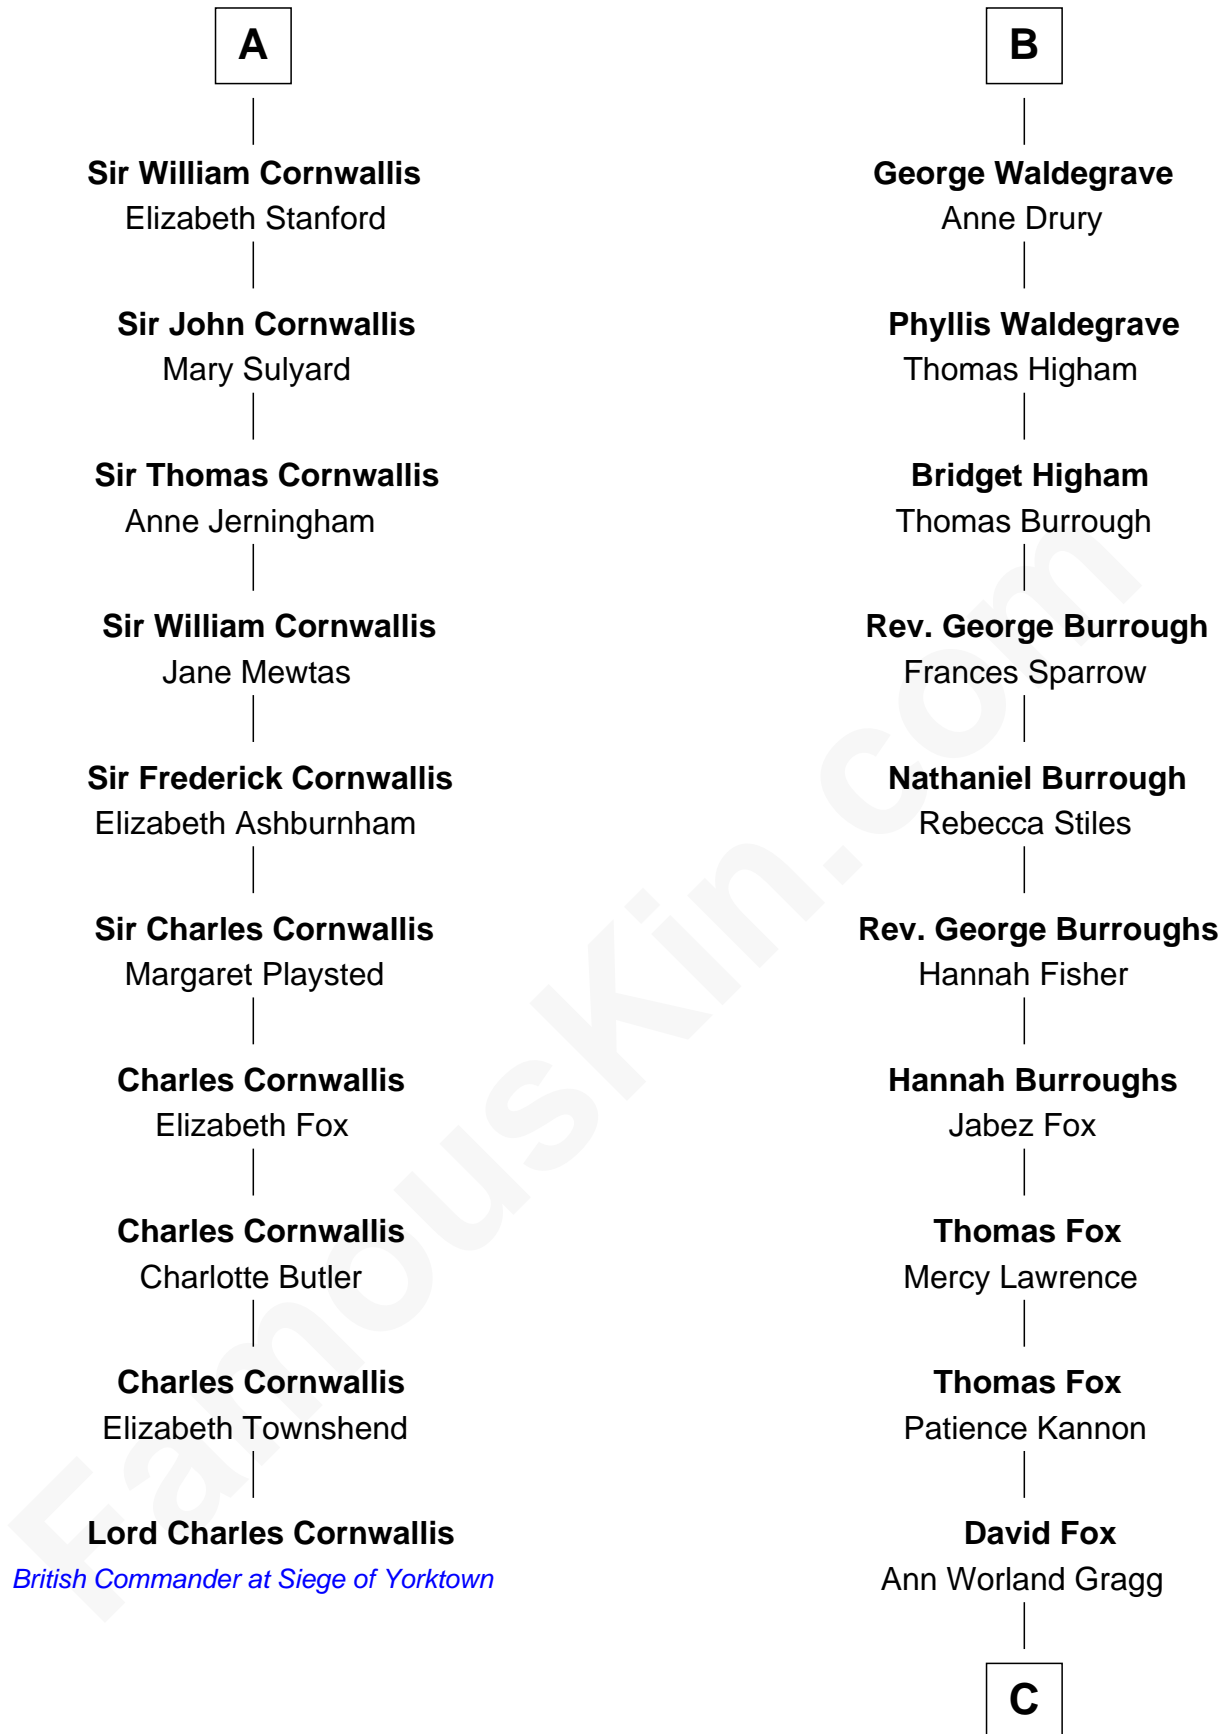 A
Sir William Cornwallis
Elizabeth Stanford
Sir John Cornwallis
Mary Sulyard
Sir Thomas Cornwallis
Anne Jerningham
Sir William Cornwallis
Jane Mewtas
Sir Frederick Cornwallis
Elizabeth Ashburnham
Sir Charles Cornwallis
Margaret Playsted
Charles Cornwallis
Elizabeth Fox
Charles Cornwallis
Charlotte Butler
Charles Cornwallis
Elizabeth Townshend
Lord Charles Cornwallis
British Commander at Siege of Yorktown
B
George Waldegrave
Anne Drury
Phyllis Waldegrave
Thomas Higham
Bridget Higham
Thomas Burrough
Rev. George Burrough
Frances Sparrow
Nathaniel Burrough
Rebecca Stiles
Rev. George Burroughs
Hannah Fisher
Hannah Burroughs
Jabez Fox
Thomas Fox
Mercy Lawrence
Thomas Fox
Patience Kannon
David Fox
Ann Worland Gragg
C
FamousKin.com